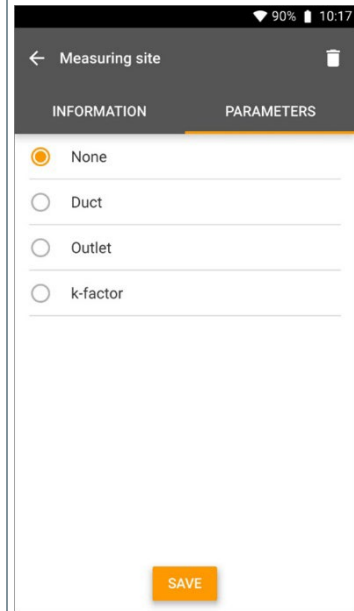 90% 10:17
Measuring site
INFORMATION PARAMETERS
None
Duct
Outlet
k-factor
SAVE